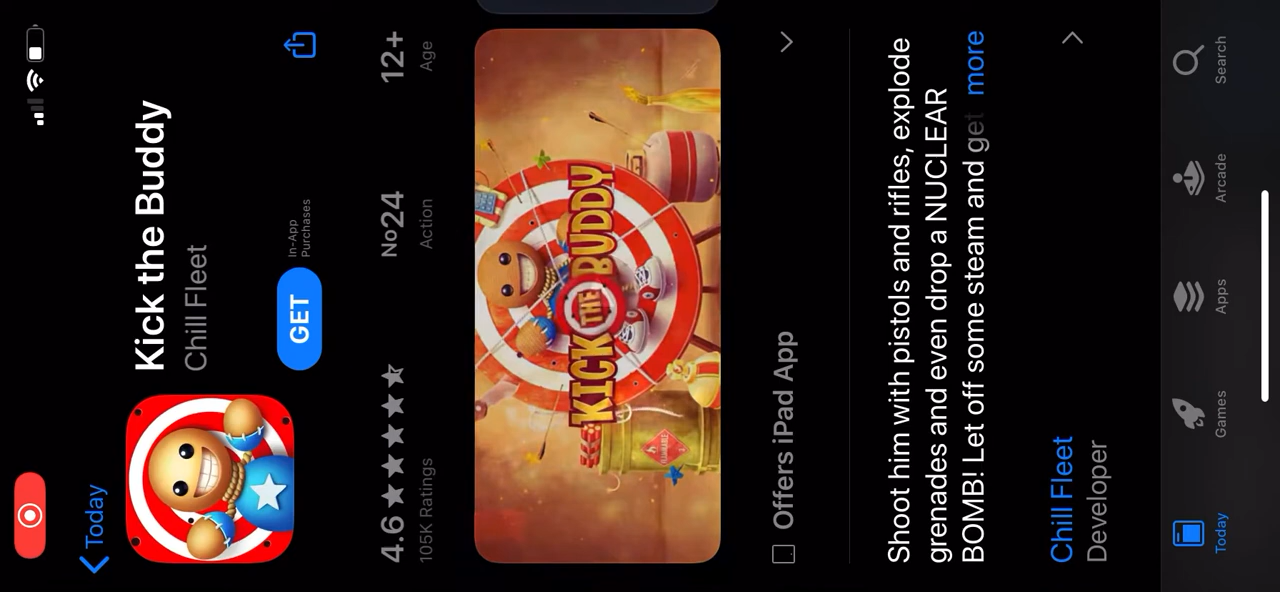 Today
Kick the Buddy
Chill Fleet
GET
In-App
Purchases
4.6
105K Ratings
No24
Action
12+
Age
KICK THE BUDDY
FLAMMABLE
Offers iPad App
Shoot him with pistols and rifles, explode
grenades and even drop a NUCLEAR
BOMB! Let off some steam and get more
Chill Fleet
Developer
Today
Games
Apps
Arcade
Search